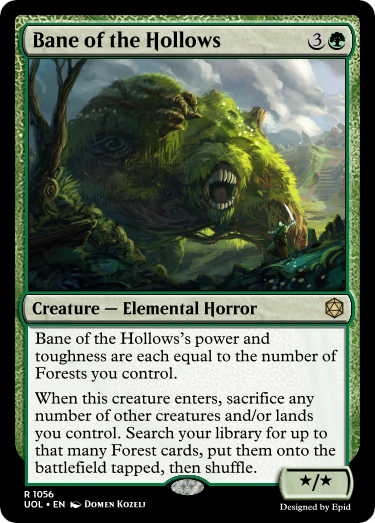 Bane of the Hollows 3
Creature — Elemental Horror
Bane of the Hollows's power and
toughness are each equal to the number of
Forests you control.
When this creature enters, sacrifice any
number of other creatures and/or lands
you control. Search your library for up to
that many Forest cards, put them onto the
battlefield tapped, then shuffle.
★/★
R 1056
UOL • EN Domen Kozelj
Designed by Epid